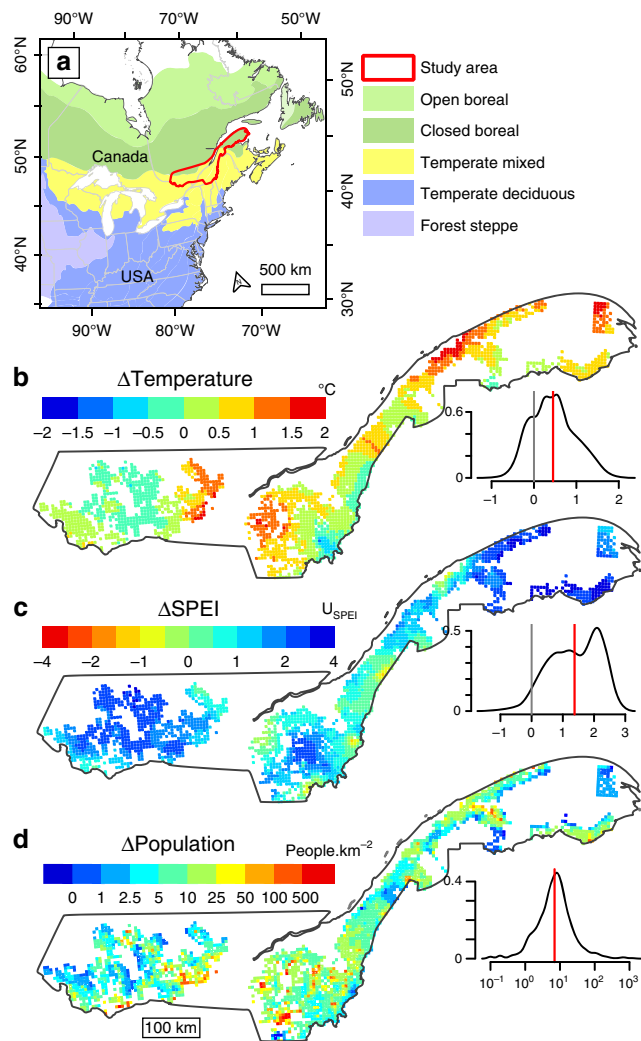 90°W 70°W 50°W
60°N
50°N
40°N
a
Canada
USA
500 km
50°N
40°N
30°N
90°W 80°W 70°W
Study area
Open boreal
Closed boreal
Temperate mixed
Temperate deciduous
Forest steppe
b
ΔTemperature
°C
−2 −1.5 −1 −0.5 0 0.5 1 1.5 2
0.6
0
−1 0 1 2
c
ΔSPEI
U_SPEI
−4 −3 −2 −1 0 1 2 3 4
0.5
0
−1 0 1 2 3
d
ΔPopulation
People.km⁻²
0 1 2.5 5 10 25 50 100 500
100 km
0.4
0
10⁻¹ 10⁰ 10¹ 10² 10³